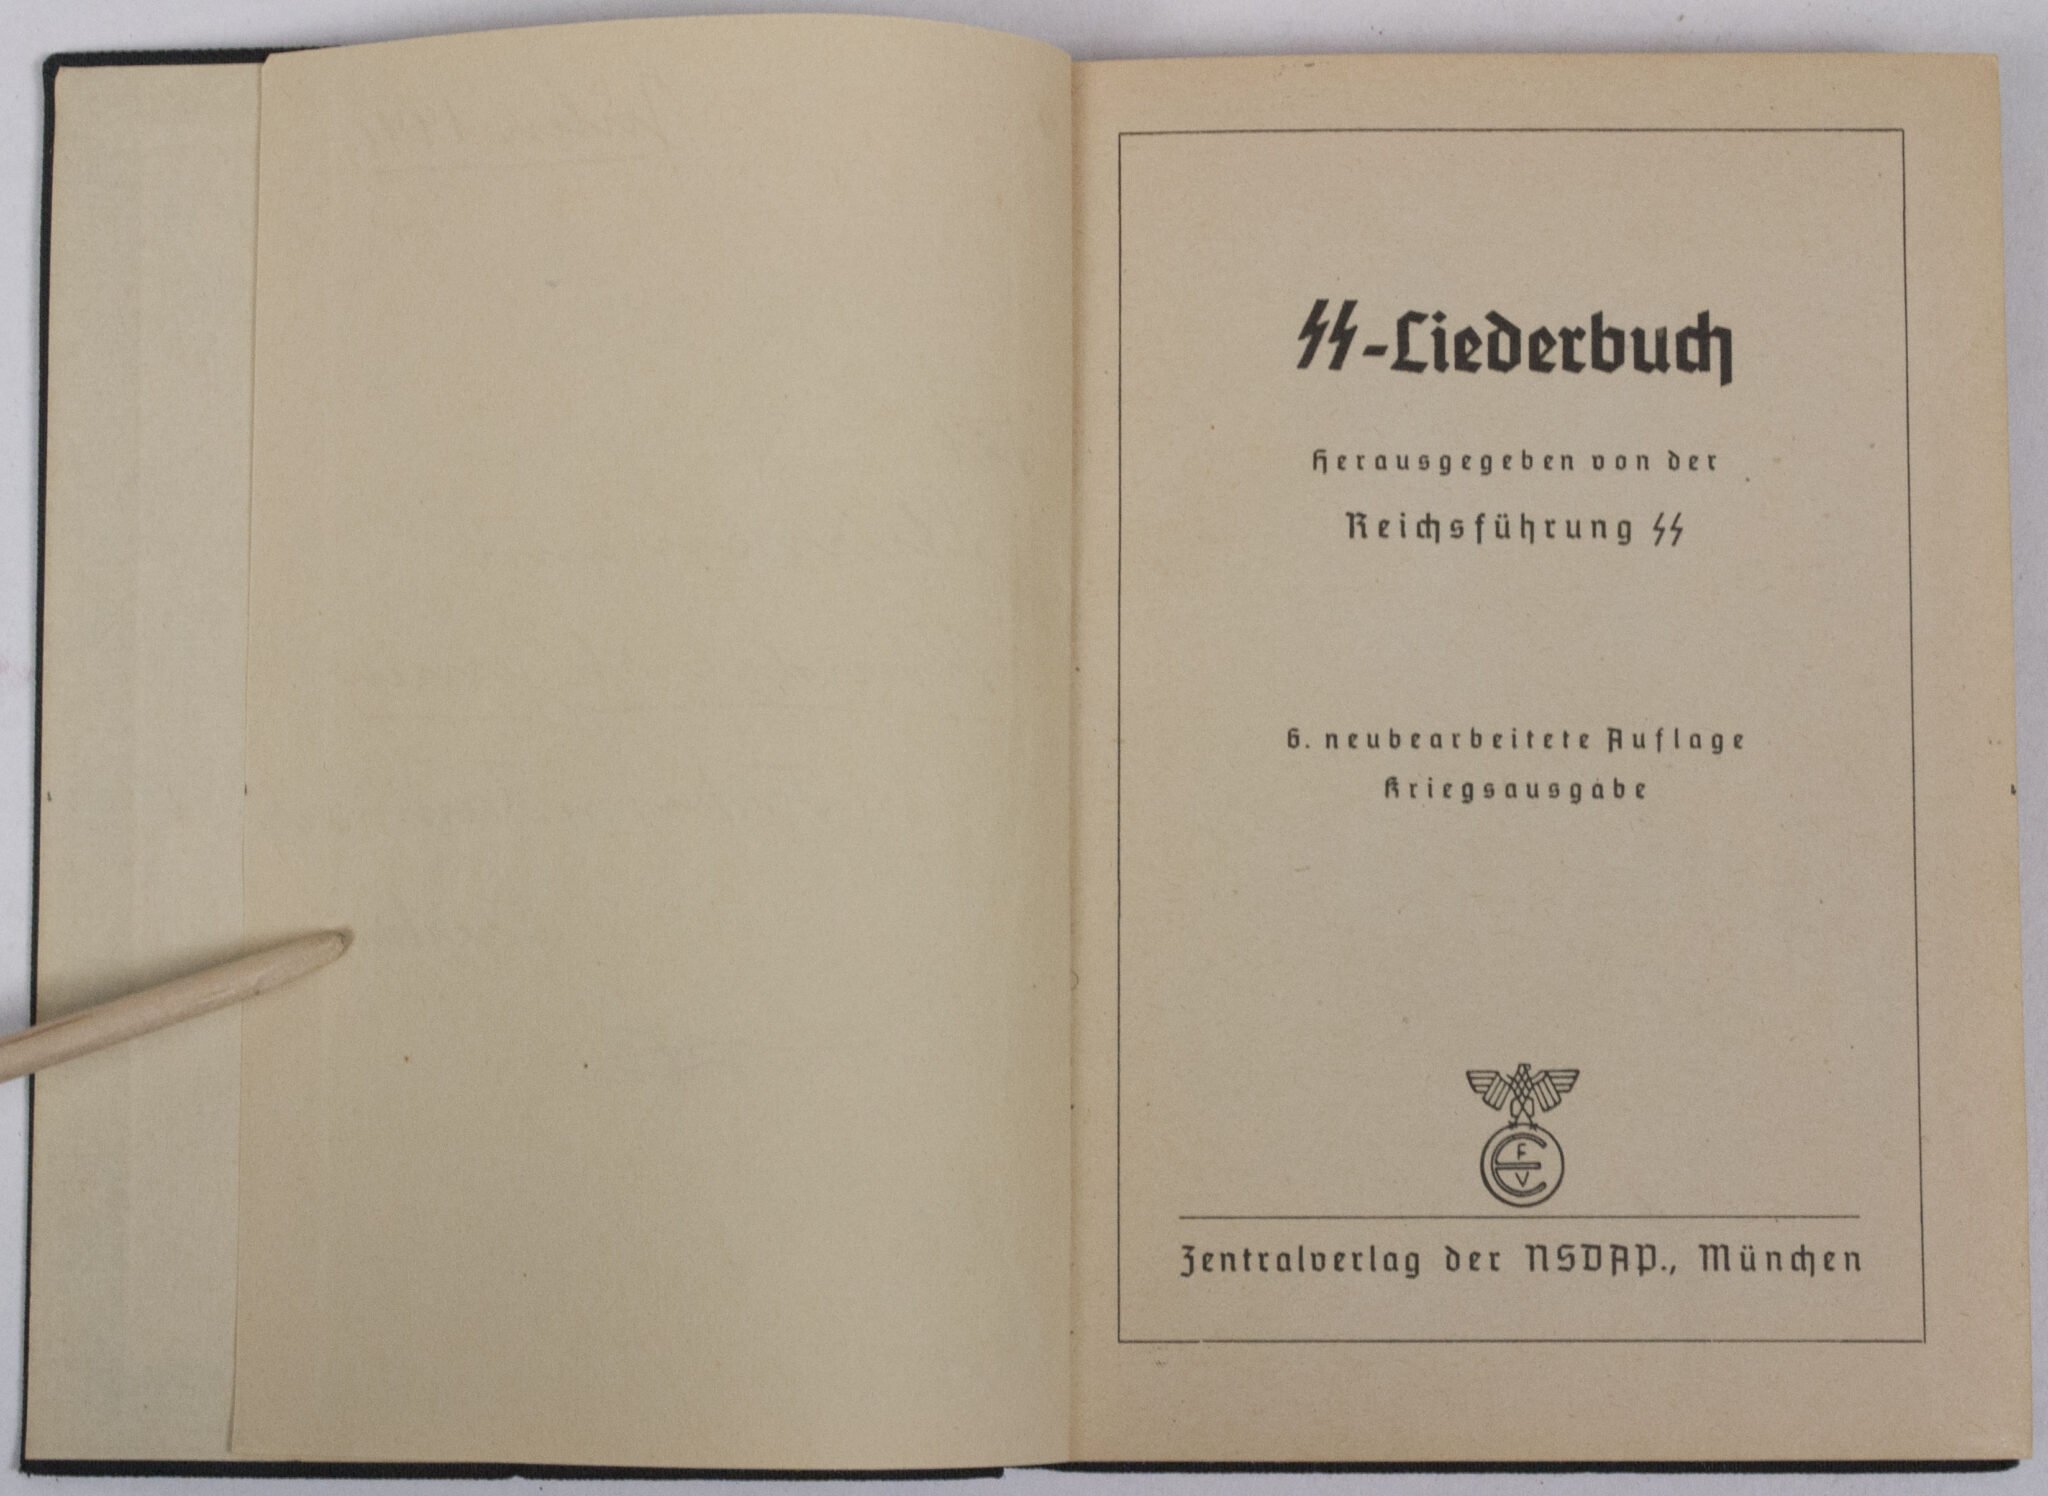 SS-Liederbuch
Herausgegeben von der
Reichsführung SS
6. neubearbeitete Auflage
Kriegsausgabe
F
E
V
Zentralverlag der NSDAP., München